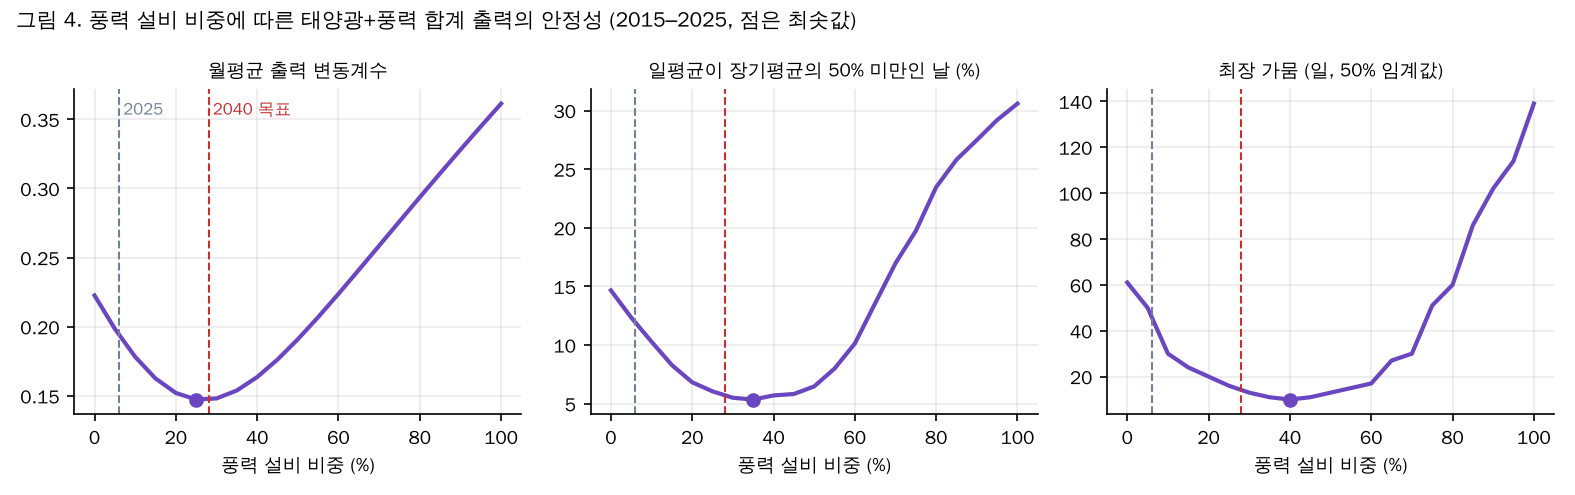 그림 4. 풍력 설비 비중에 따른 태양광+풍력 합계 출력의 안정성 (2015–2025, 점은 최솟값)
월평균 출력 변동계수
0.35
0.30
0.25
0.20
0.15
2025
2040 목표
0 20 40 60 80 100
풍력 설비 비중 (%)
일평균이 장기평균의 50% 미만인 날 (%)
30
25
20
15
10
5
0 20 40 60 80 100
풍력 설비 비중 (%)
최장 가뭄 (일, 50% 임계값)
140
120
100
80
60
40
20
0 20 40 60 80 100
풍력 설비 비중 (%)